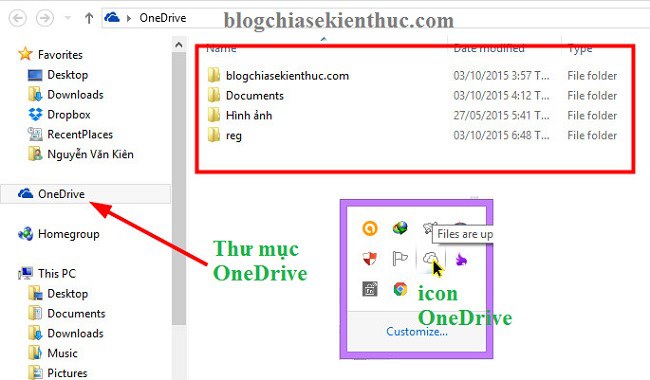 OneDrive
blogchiasekienthuc.com
Favorites
Desktop
Downloads
Dropbox
RecentPlaces
Nguyễn Văn Kiên
OneDrive
Homegroup
This PC
Desktop
Documents
Downloads
Music
Pictures
Name Date modified Type
blogchiasekienthuc.com 03/10/2015 3:57 T... File folder
Documents 03/10/2015 4:12 T... File folder
Hình ảnh 27/05/2015 5:41 T... File folder
reg 03/10/2015 6:48 T... File folder
Thư mục
OneDrive
Files are up
icon
OneDrive
Customize...